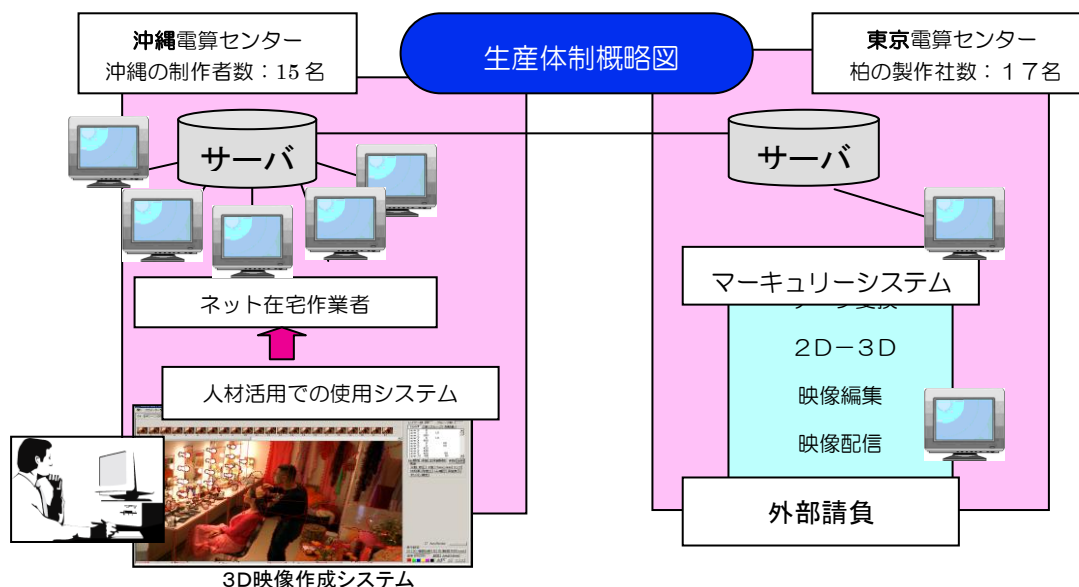 生産体制概略図
沖縄電算センター
沖縄の制作者数：15名
サーバ
ネット在宅作業者
人材活用での使用システム
3D映像作成システム
東京電算センター
柏の製作社数：１７名
サーバ
マーキュリーシステム
２Ｄ－３Ｄ
映像編集
映像配信
外部請負